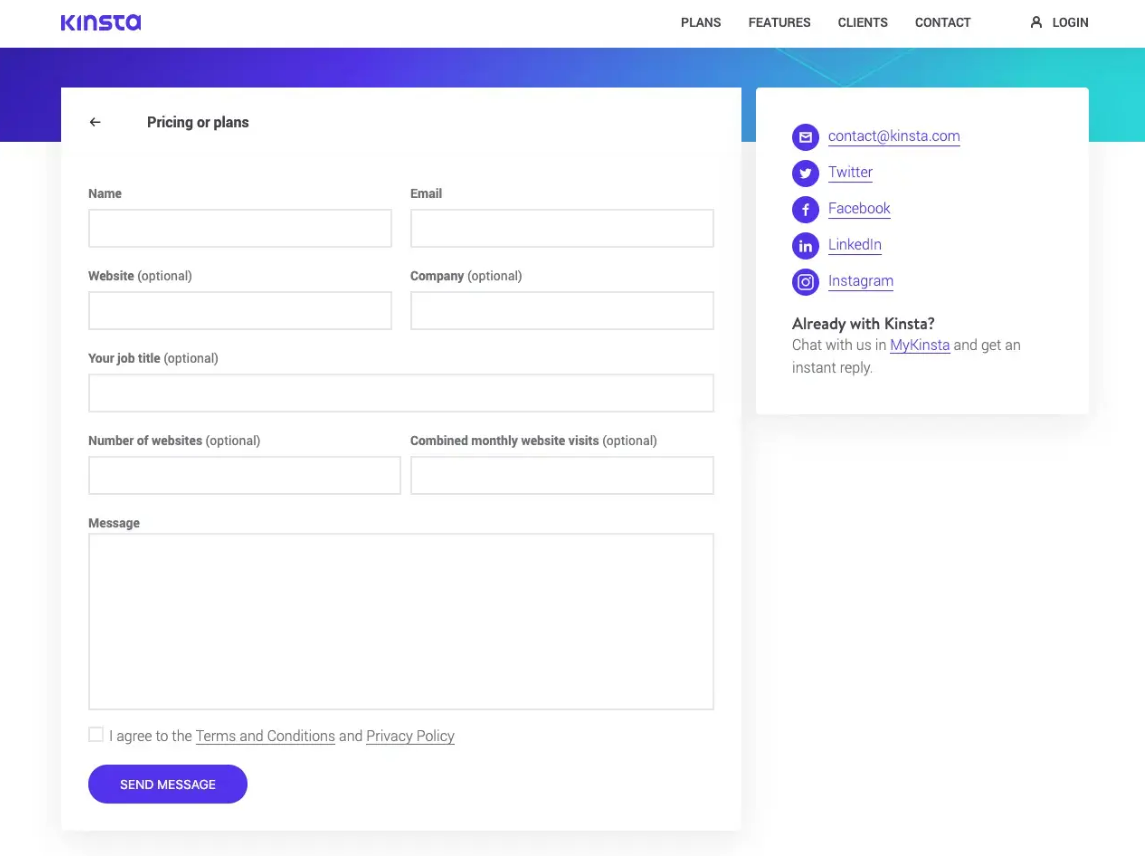 KINSTA
PLANS FEATURES CLIENTS CONTACT LOGIN
Pricing or plans
Name Email
Website (optional) Company (optional)
Your job title (optional)
Number of websites (optional) Combined monthly website visits (optional)
Message
I agree to the Terms and Conditions and Privacy Policy
SEND MESSAGE
contact@kinsta.com
Twitter
Facebook
LinkedIn
Instagram
Already with Kinsta?
Chat with us in MyKinsta and get an
instant reply.